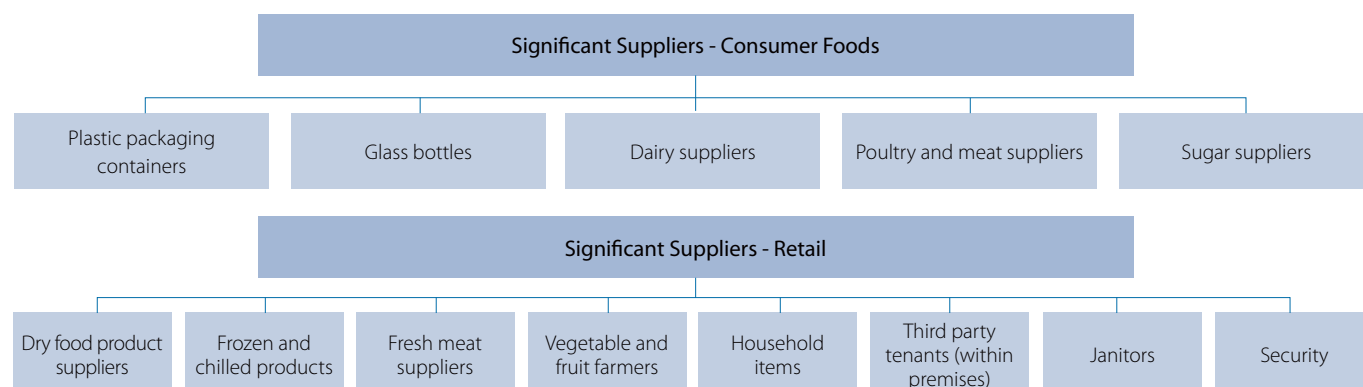 Significant Suppliers - Consumer Foods
Plastic packaging
containers
Glass bottles
Dairy suppliers
Poultry and meat suppliers
Sugar suppliers
Significant Suppliers - Retail
Dry food product
suppliers
Frozen and
chilled products
Fresh meat
suppliers
Vegetable and
fruit farmers
Household
items
Third party
tenants (within
premises)
Janitors
Security